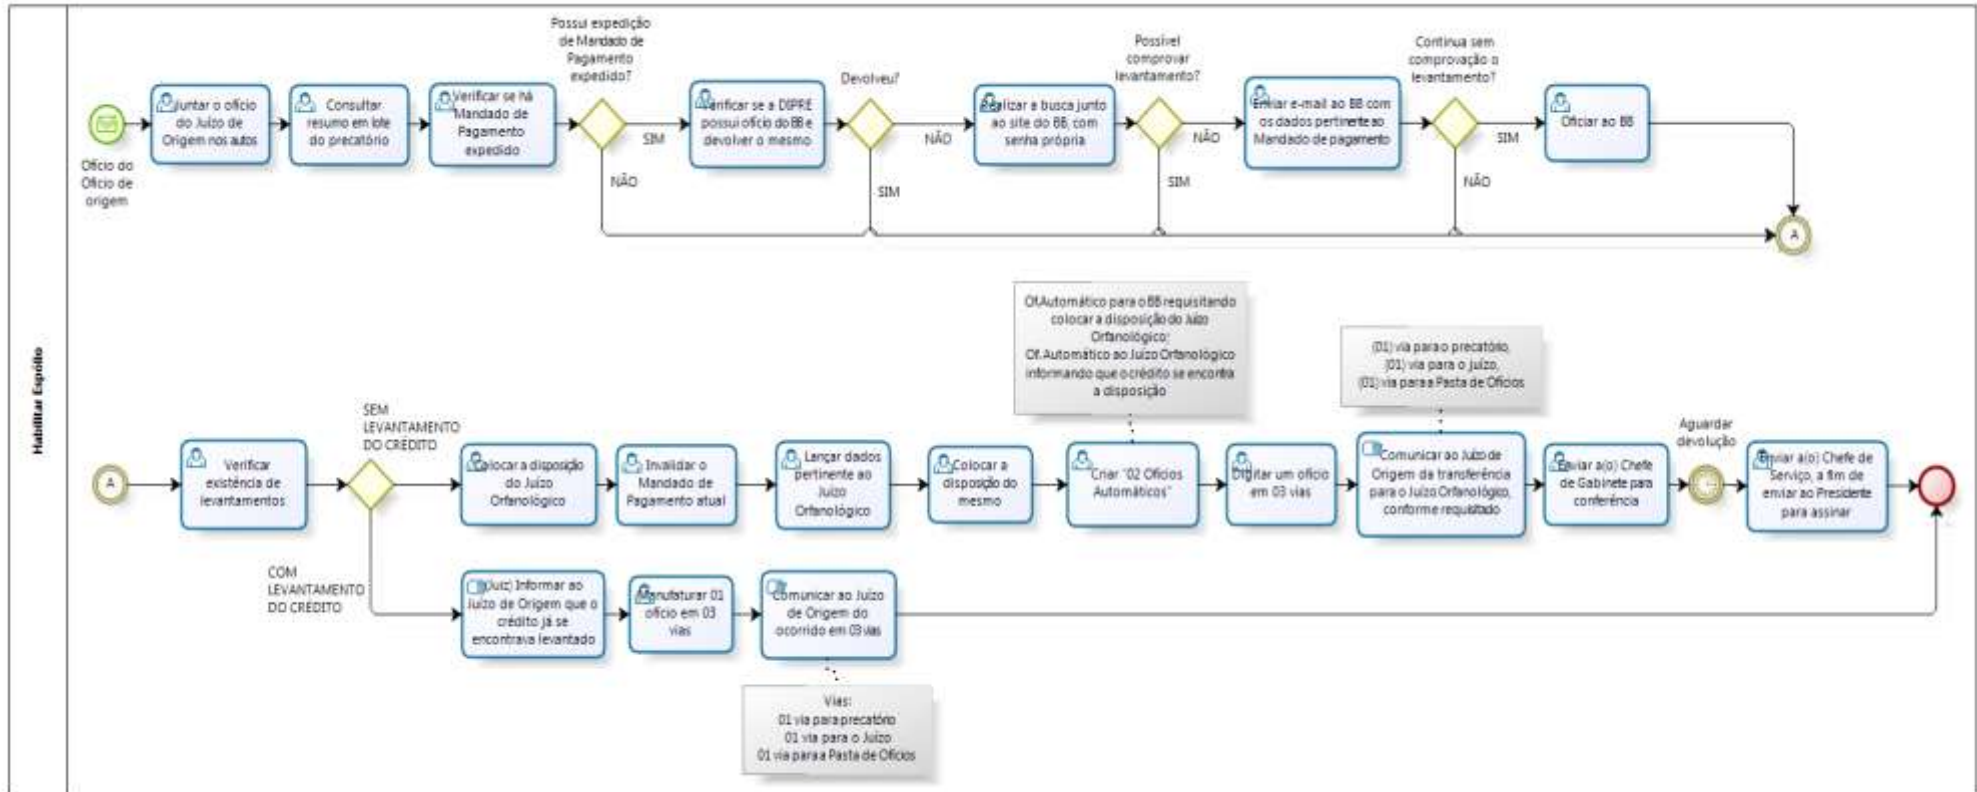 Habilitar Espólio
Ofício do
Ofício de
origem
Juntar o ofício
do Juízo de
Origem nos autos
Consultar
resumo em lote
do precatório
Verificar se há
Mandado de
Pagamento
expedido
Possui expedição
de Mandado de
Pagamento
expedido?
SIM
NÃO
Verificar se a DIPRE
possui ofício do BB e
devolver o mesmo
Devolveu?
NÃO
SIM
Realizar a busca junto
ao site do BB, com
senha própria
Possível
comprovar
levantamento?
NÃO
SIM
Enviar e-mail ao BB com
os dados pertinente ao
Mandado de pagamento
Continua sem
comprovação o
levantamento?
SIM
NÃO
Oficiar ao BB
A
A
Verificar
existência de
levantamentos
SEM
LEVANTAMENTO
DO CRÉDITO
Colocar a disposição
do Juízo
Orfanológico
Invalidar o
Mandado de
Pagamento atual
Lançar dados
pertinente ao
Juízo
Orfanológico
Colocar a
disposição do
mesmo
Of.Automático para o BB requisitando
colocar a disposição do Juízo
Orfanológico;
Of. Automático ao Juízo Orfanológico
informando que o crédito se encontra
a disposição
Criar "02 Ofícios
Automáticos"
Digitar um ofício
em 03 vias
(01) via para o precatório,
(01) via para o Juízo,
(01) via para a Pasta de Ofícios
Comunicar ao Juízo de
Origem da transferência
para o Juízo Orfanológico,
conforme requisitado
Enviar a(o) Chefe
de Gabinete para
conferência
Aguardar
devolução
Enviar a(o) Chefe de
Serviço, a fim de
enviar ao Presidente
para assinar
COM
LEVANTAMENTO
DO CRÉDITO
(Juiz) Informar ao
Juízo de Origem que o
crédito já se
encontrava levantado
Manufaturar 01
ofício em 03
vias
Comunicar ao Juízo
de Origem do
ocorrido em 03 vias
Vias:
01 via para precatório
01 via para o Juízo
01 via para a Pasta de Ofícios